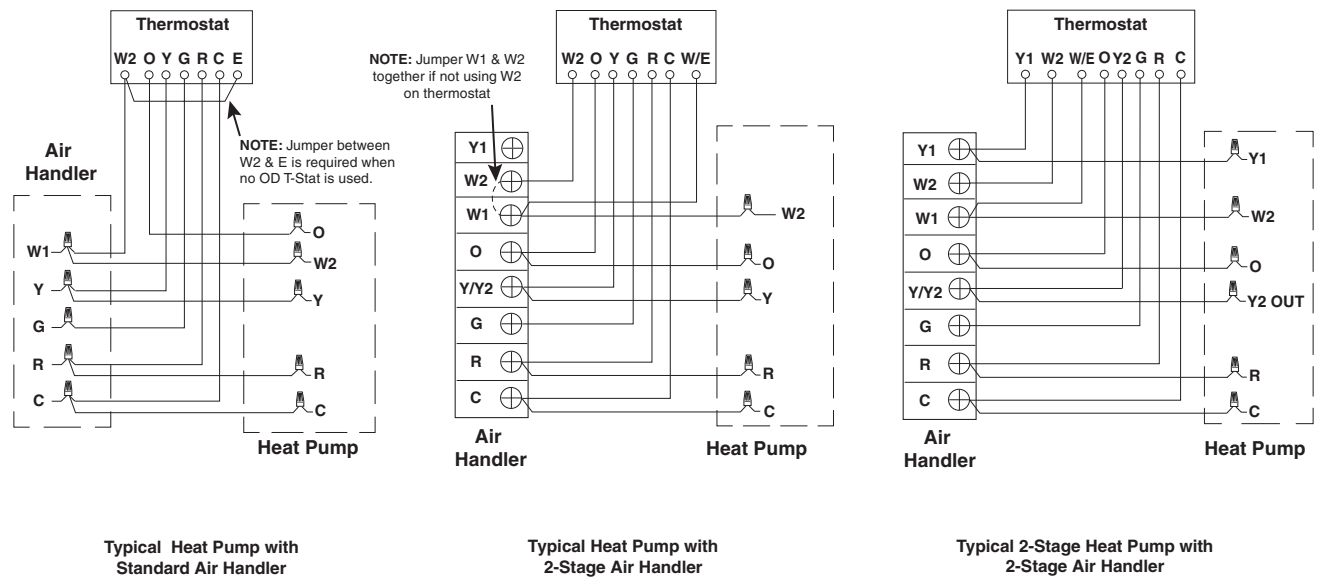 Thermostat
W2 O Y G R C E
NOTE: Jumper between
W2 & E is required when
no OD T-Stat is used.
Air
Handler
W1
Y
G
R
C
O
W2
Y
R
C
Heat Pump
Typical Heat Pump with
Standard Air Handler
NOTE: Jumper W1 & W2
together if not using W2
on thermostat
Thermostat
W2 O Y G R C W/E
Y1
W2
W1
O
Y/Y2
G
R
C
Air
Handler
W2
O
Y
R
C
Heat Pump
Typical Heat Pump with
2-Stage Air Handler
Thermostat
Y1 W2 W/E O Y2 G R C
Y1
W2
W1
O
Y/Y2
G
R
C
Air
Handler
Y1
W2
O
Y2 OUT
R
C
Heat Pump
Typical 2-Stage Heat Pump with
2-Stage Air Handler